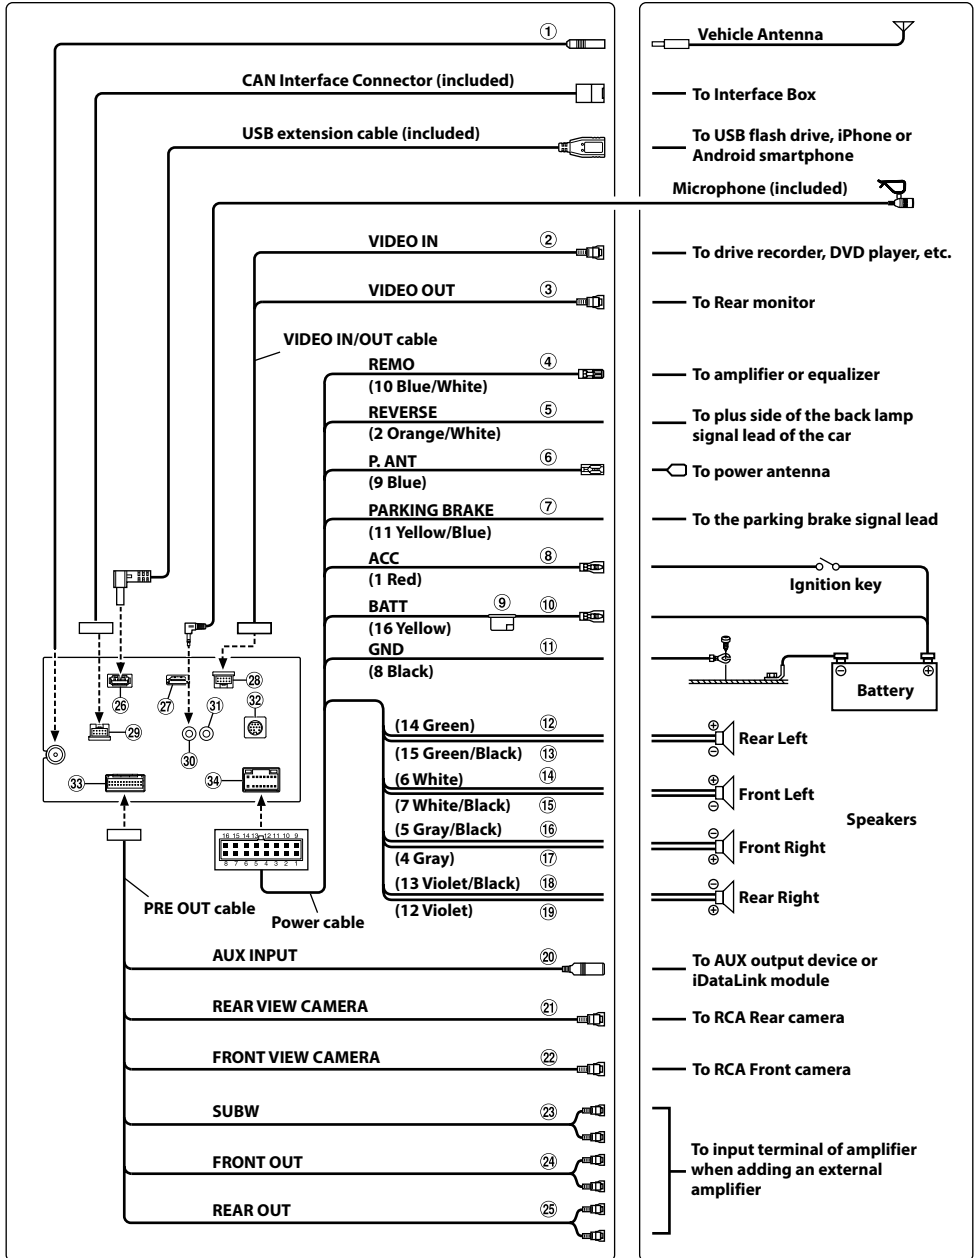 ①
Vehicle Antenna
CAN Interface Connector (included)
To Interface Box
USB extension cable (included)
To USB flash drive, iPhone or
Android smartphone
Microphone (included)
VIDEO IN
②
To drive recorder, DVD player, etc.
VIDEO OUT
③
To Rear monitor
VIDEO IN/OUT cable
REMO
④
(10 Blue/White)
To amplifier or equalizer
REVERSE
⑤
(2 Orange/White)
To plus side of the back lamp
signal lead of the car
P. ANT
⑥
(9 Blue)
To power antenna
PARKING BRAKE
⑦
(11 Yellow/Blue)
To the parking brake signal lead
ACC
⑧
(1 Red)
Ignition key
BATT
⑨
⑩
(16 Yellow)
GND
⑪
(8 Black)
⊖
⊕
Battery
㉖
㉗
㉘
㉙
㉚
㉛
㉜
㉝
㉞
(14 Green)
⑫
(15 Green/Black)
⑬
⊕
⊖
Rear Left
(6 White)
⑭
(7 White/Black)
⑮
⊕
⊖
Front Left
Speakers
(5 Gray/Black)
⑯
(4 Gray)
⑰
⊖
⊕
Front Right
(13 Violet/Black)
⑱
(12 Violet)
⑲
⊖
⊕
Rear Right
16 15 14 13 12 11 10 9
8 7 6 5 4 3 2 1
PRE OUT cable
Power cable
AUX INPUT
⑳
To AUX output device or
iDataLink module
REAR VIEW CAMERA
㉑
To RCA Rear camera
FRONT VIEW CAMERA
㉒
To RCA Front camera
SUBW
㉓
FRONT OUT
㉔
REAR OUT
㉕
To input terminal of amplifier
when adding an external
amplifier